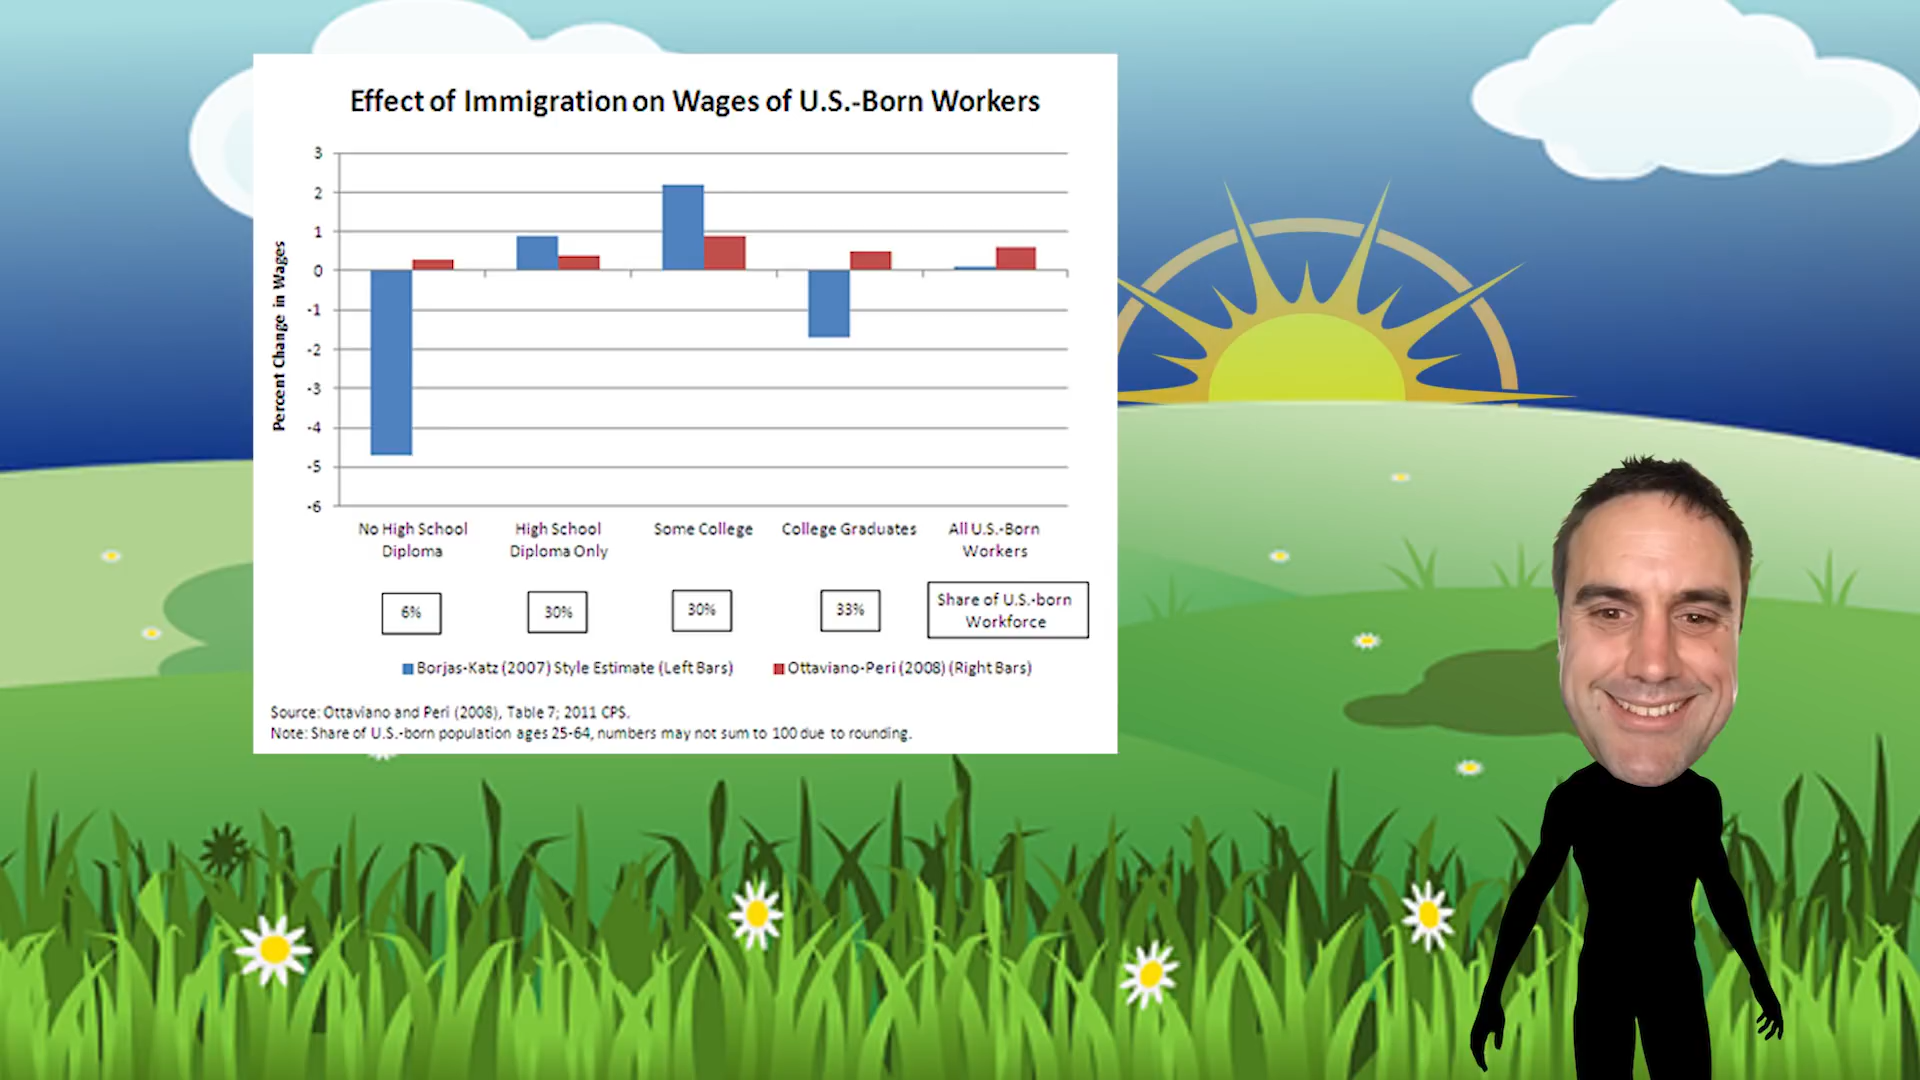 Effect of Immigration on Wages of U.S.-Born Workers
Percent Change in Wages
3
2
1
0
-1
-2
-3
-4
-5
-6
No High School Diploma
High School Diploma Only
Some College
College Graduates
All U.S.-Born Workers
6%
30%
30%
33%
Share of U.S.-born Workforce
Borjas-Katz (2007) Style Estimate (Left Bars)
Ottaviano-Peri (2008) (Right Bars)
Source: Ottaviano and Peri (2008), Table 7; 2011 CPS.
Note: Share of U.S.-born population ages 25-64, numbers may not sum to 100 due to rounding.